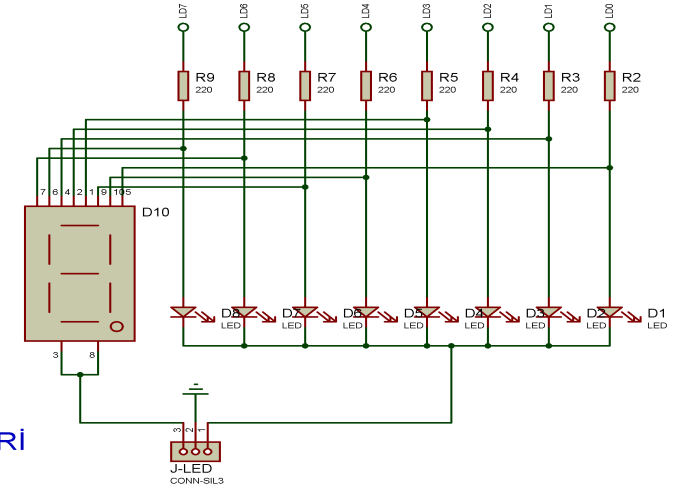 LD7 LD6 LD5 LD4 LD3 LD2 LD1 LD0
R9 R8 R7 R6 R5 R4 R3 R2
220 220 220 220 220 220 220 220
7 6 4 2 1 9 10 5
D10
D8 D7 D6 D5 D4 D3 D2 D1
LED LED LED LED LED LED LED LED
3 8
3 2 1
Rİ
J-LED
CONN-SIL3